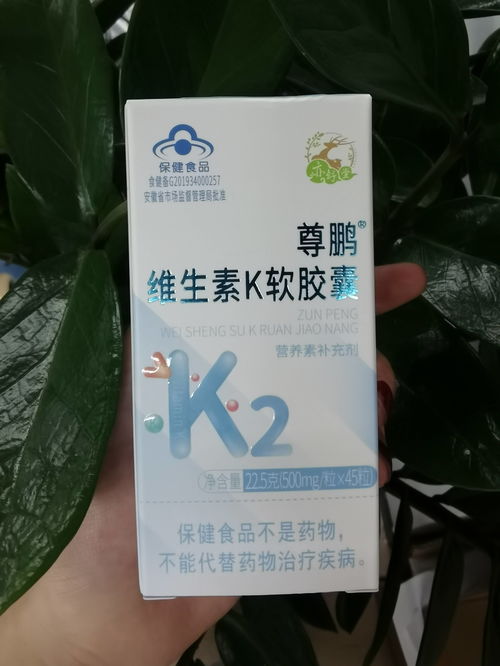 保健食品
食健备G201934000257
安徽省市场监督管理局批准
尊鹏®
维生素K软胶囊
ZUN PENG
WEI SHENG SU K RUAN JIAO NANG
营养素补充剂
K2
净含量 22.5克(500mg/粒×45粒)
保健食品不是药物，
不能代替药物治疗疾病。